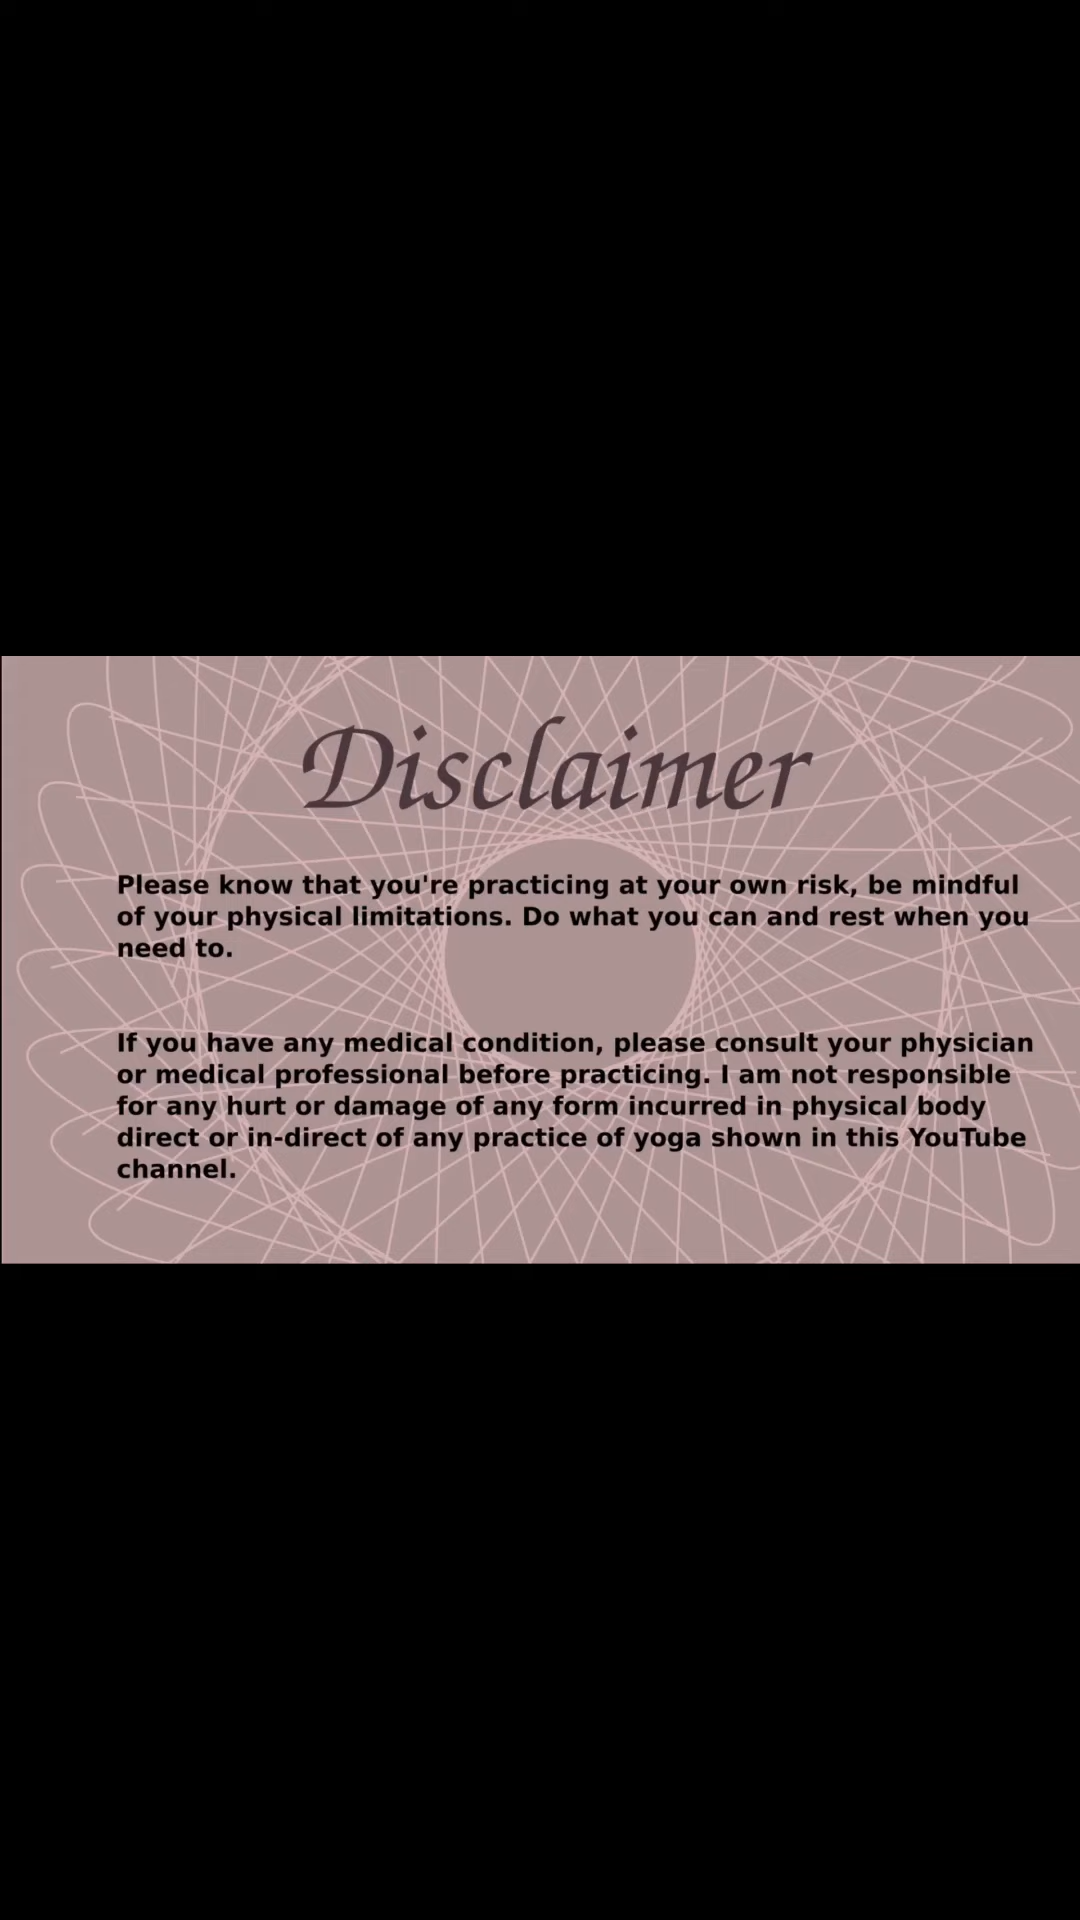 Disclaimer
Please know that you're practicing at your own risk, be mindful
of your physical limitations. Do what you can and rest when you
need to.
If you have any medical condition, please consult your physician
or medical professional before practicing. I am not responsible
for any hurt or damage of any form incurred in physical body
direct or in-direct of any practice of yoga shown in this YouTube
channel.